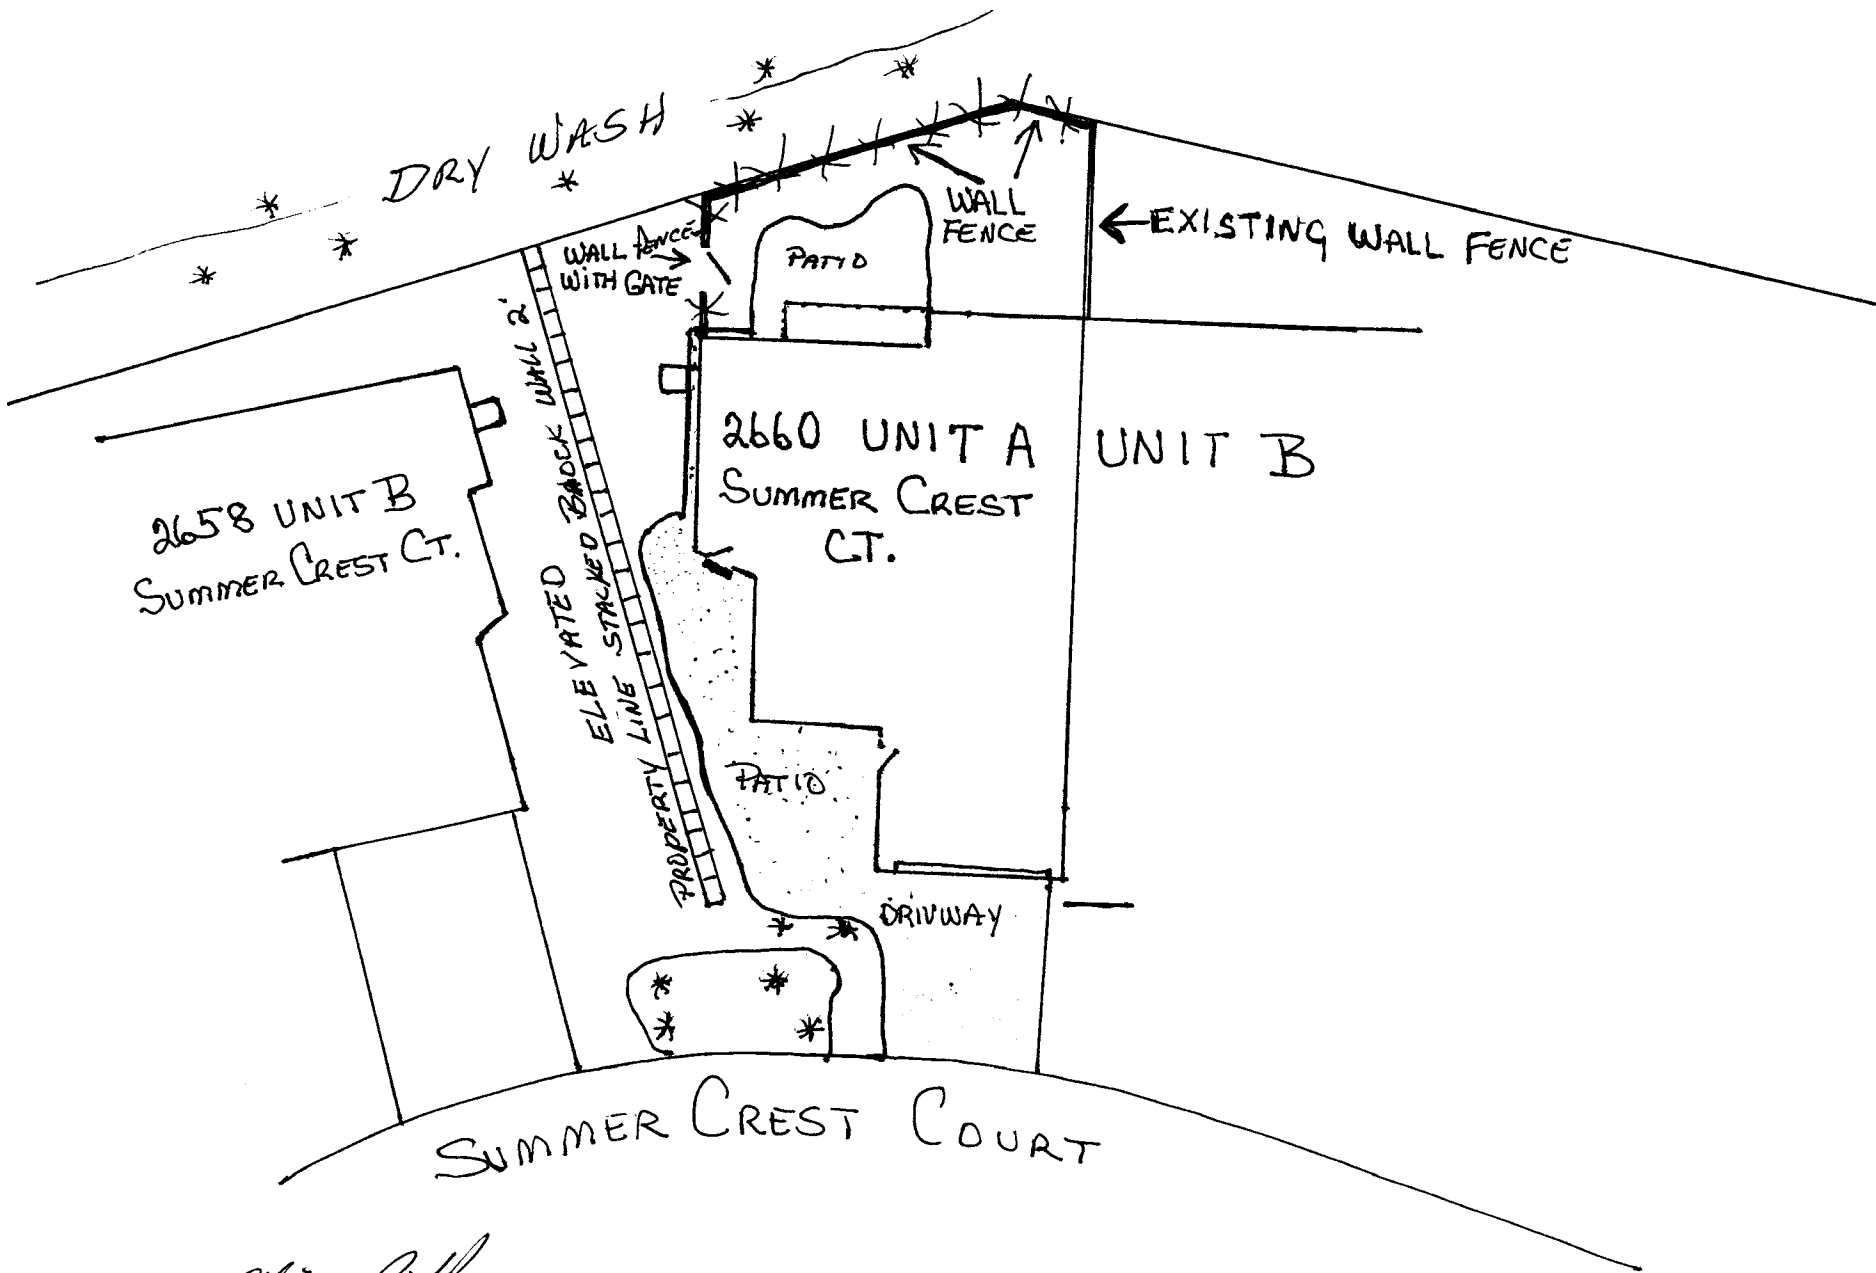 DRY WASH
WALL
FENCE
EXISTING WALL FENCE
WALL FENCE
WITH GATE
PATIO
2660 UNIT A
SUMMER CREST
CT.
UNIT B
2658 UNIT B
SUMMER CREST CT.
ELEVATED
PROPERTY LINE STACKED BLOCK WALL 2'
PATIO
DRIVWAY
SUMMER CREST COURT